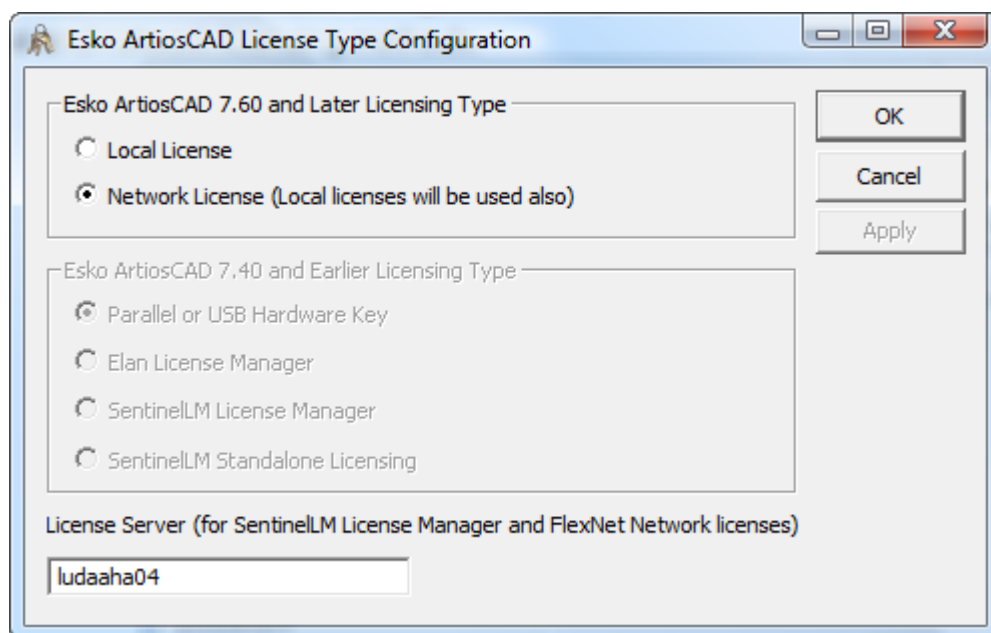 Esko ArtiosCAD License Type Configuration
Esko ArtiosCAD 7.60 and Later Licensing Type
Local License
Network License (Local licenses will be used also)
OK
Cancel
Apply
Esko ArtiosCAD 7.40 and Earlier Licensing Type
Parallel or USB Hardware Key
Elan License Manager
SentinelLM License Manager
SentinelLM Standalone Licensing
License Server (for SentinelLM License Manager and FlexNet Network licenses)
ludaaha04